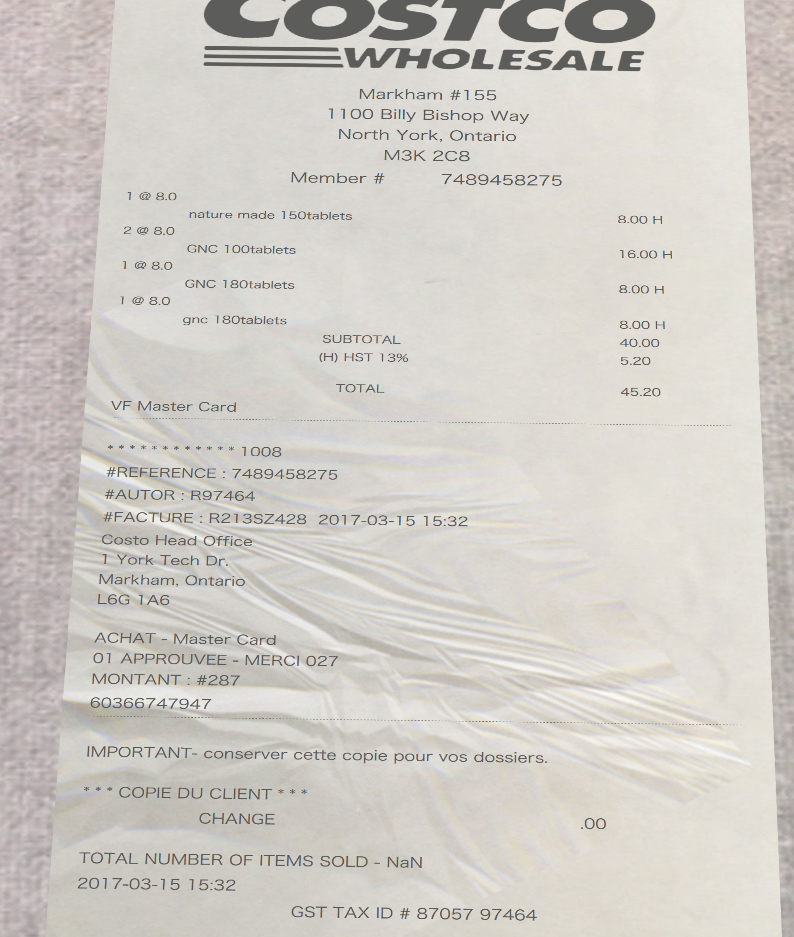 COSTCO
WHOLESALE
Markham #155
1100 Billy Bishop Way
North York, Ontario
M3K 2C8
Member # 7489458275
1 @ 8.0
nature made 150tablets 8.00 H
2 @ 8.0
GNC 100tablets 16.00 H
1 @ 8.0
GNC 180tablets 8.00 H
1 @ 8.0
gnc 180tablets 8.00 H
SUBTOTAL 40.00
(H) HST 13% 5.20
TOTAL 45.20
VF Master Card
* * * * * * * * * * * * 1008
#REFERENCE : 7489458275
#AUTOR : R97464
#FACTURE : R213SZ428 2017-03-15 15:32
Costo Head Office
1 York Tech Dr.
Markham, Ontario
L6G 1A6
ACHAT - Master Card
01 APPROUVEE - MERCI 027
MONTANT : #287
60366747947
IMPORTANT- conserver cette copie pour vos dossiers.
* * * COPIE DU CLIENT * * *
CHANGE .00
TOTAL NUMBER OF ITEMS SOLD - NaN
2017-03-15 15:32
GST TAX ID # 87057 97464